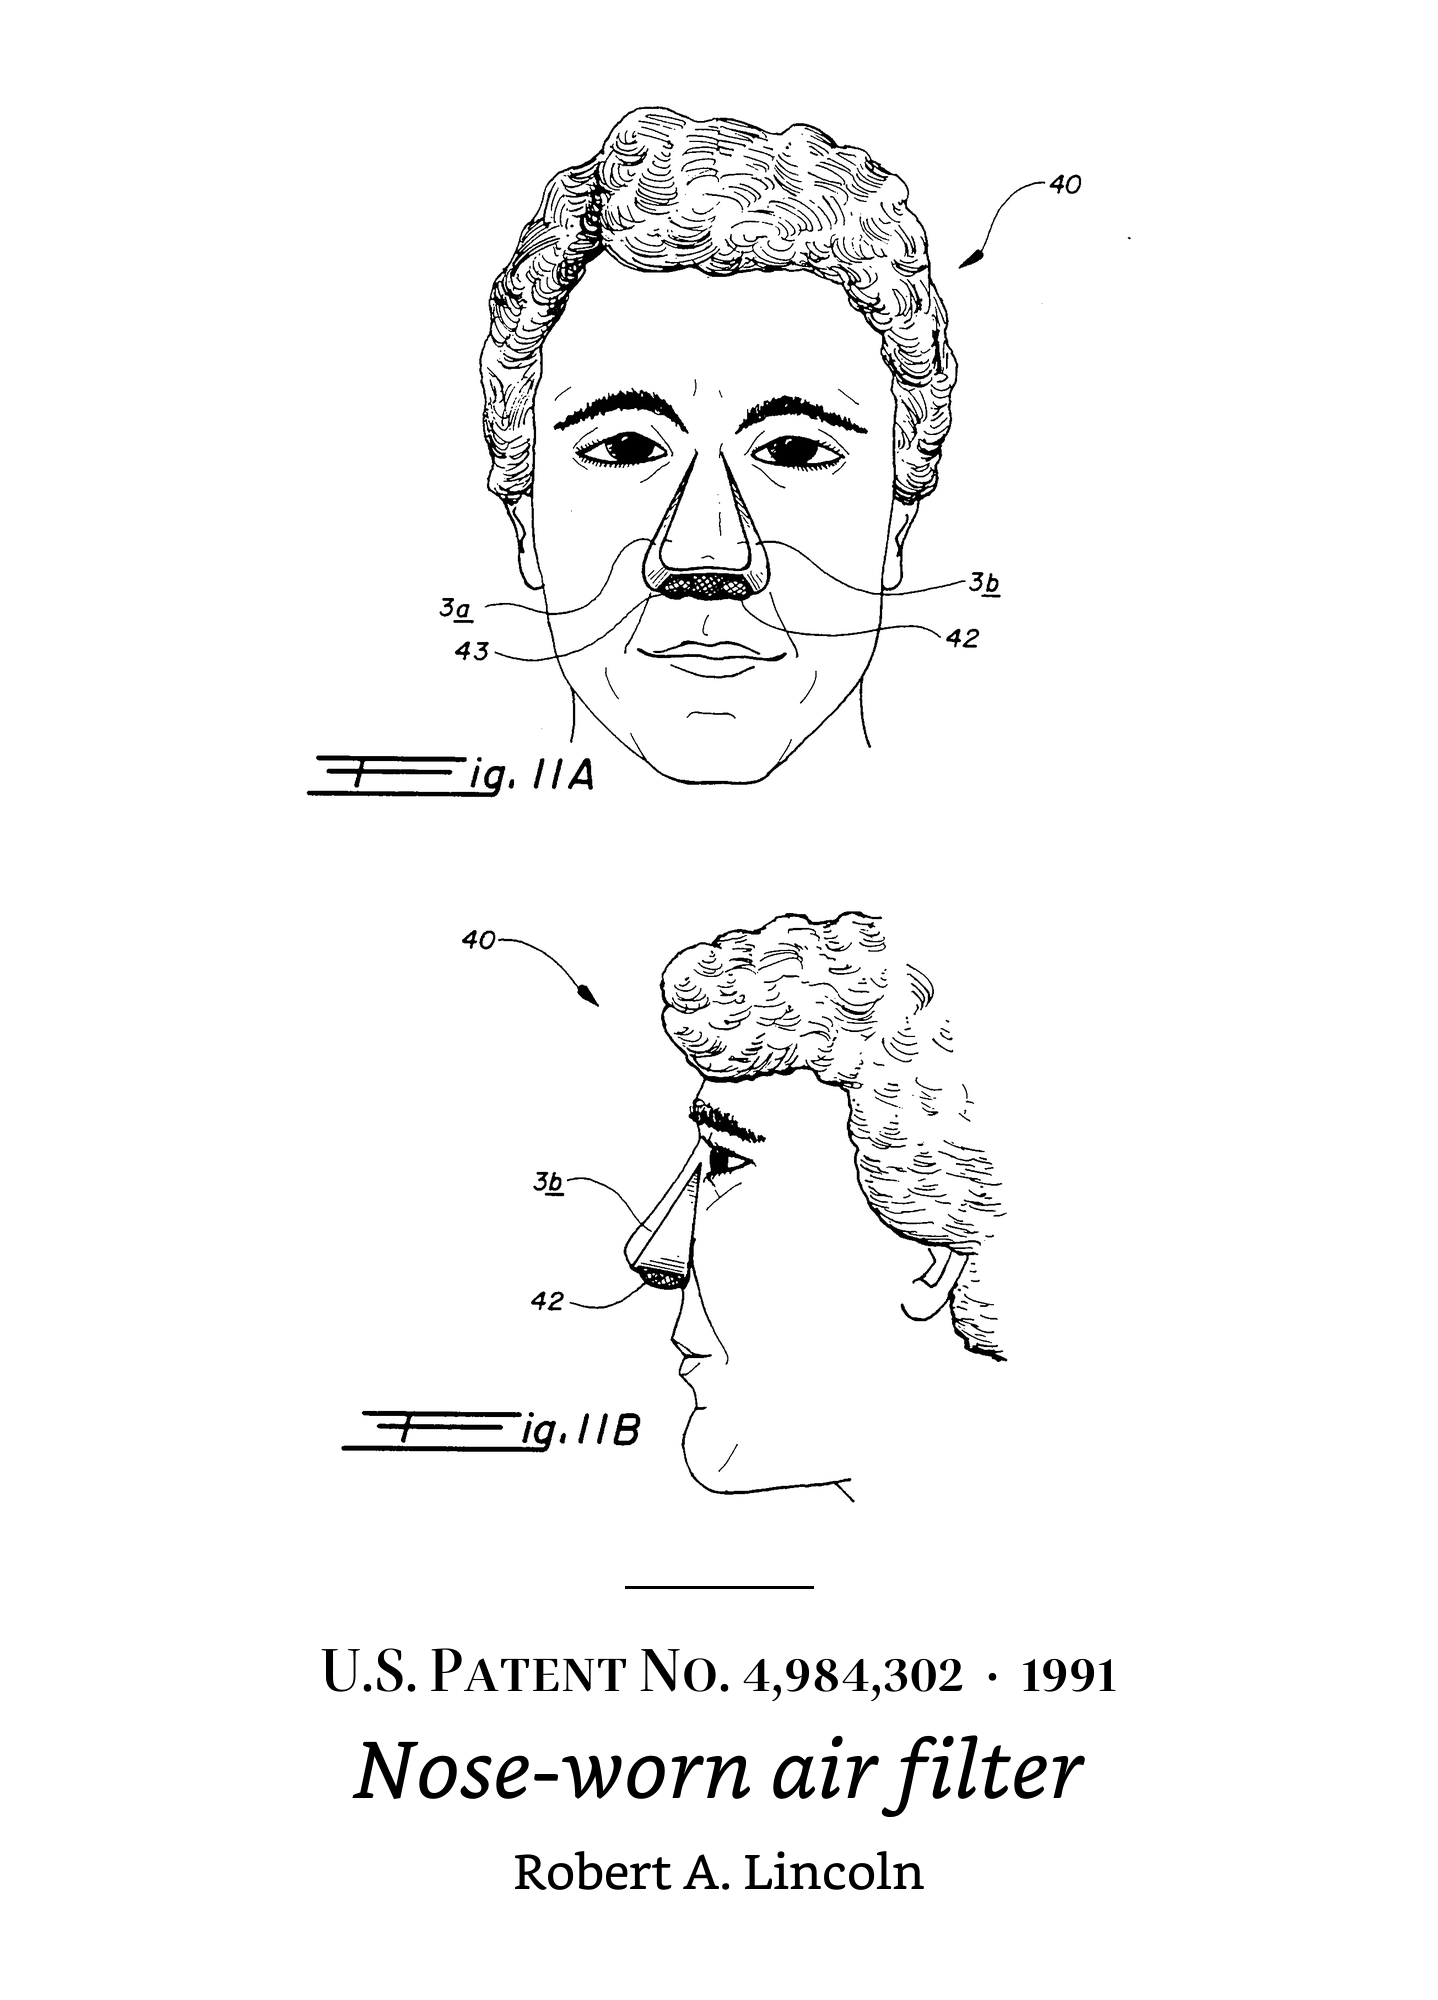 40
3a
3b
43
42
Fig. 11A
40
3b
42
Fig. 11B
U.S. Patent No. 4,984,302 · 1991
Nose-worn air filter
Robert A. Lincoln